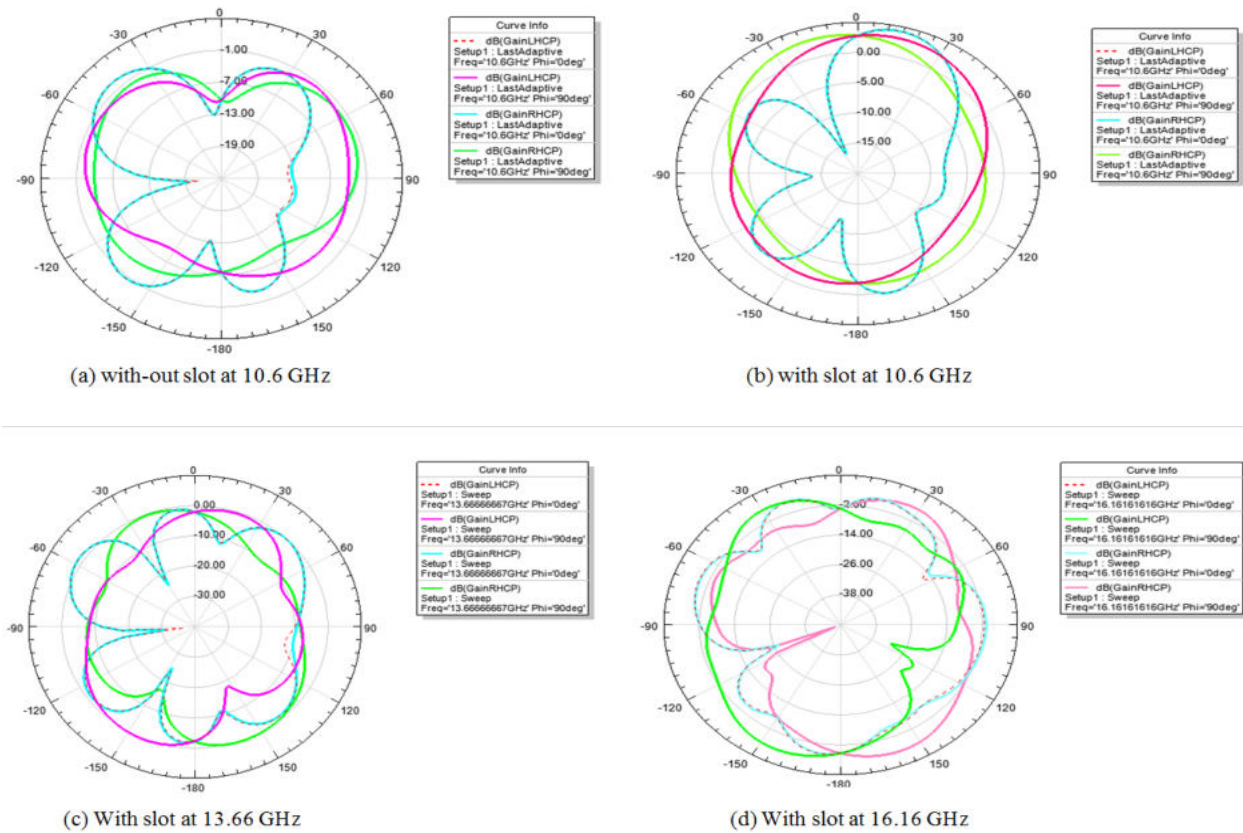 0
-30
30
-60
60
-90
90
-120
120
-150
150
-180
-1.00
-7.00
-13.00
-19.00
Curve Info
dB(GainLHCP)
Setup1 : LastAdaptive
Freq='10.6GHz' Phi='0deg'
dB(GainLHCP)
Setup1 : LastAdaptive
Freq='10.6GHz' Phi='90deg'
dB(GainRHCP)
Setup1 : LastAdaptive
Freq='10.6GHz' Phi='0deg'
dB(GainRHCP)
Setup1 : LastAdaptive
Freq='10.6GHz' Phi='90deg'
(a) with-out slot at 10.6 GHz
0
-30
30
-60
60
-90
90
-120
120
-150
150
-180
0.00
-5.00
-10.00
-15.00
Curve Info
dB(GainLHCP)
Setup1 : LastAdaptive
Freq='10.6GHz' Phi='0deg'
dB(GainLHCP)
Setup1 : LastAdaptive
Freq='10.6GHz' Phi='90deg'
dB(GainRHCP)
Setup1 : LastAdaptive
Freq='10.6GHz' Phi='0deg'
dB(GainRHCP)
Setup1 : LastAdaptive
Freq='10.6GHz' Phi='90deg'
(b) with slot at 10.6 GHz
0
-30
30
-60
60
-90
90
-120
120
-150
150
-180
0.00
-10.00
-20.00
-30.00
Curve Info
dB(GainLHCP)
Setup1 : Sweep
Freq='13.66666667GHz' Phi='0deg'
dB(GainLHCP)
Setup1 : Sweep
Freq='13.66666667GHz' Phi='90deg'
dB(GainRHCP)
Setup1 : Sweep
Freq='13.66666667GHz' Phi='0deg'
dB(GainRHCP)
Setup1 : Sweep
Freq='13.66666667GHz' Phi='90deg'
(c) With slot at 13.66 GHz
0
-30
30
-60
60
-90
90
-120
120
-150
150
-180
-2.00
-14.00
-26.00
-38.00
Curve Info
dB(GainLHCP)
Setup1 : Sweep
Freq='16.16161616GHz' Phi='0deg'
dB(GainLHCP)
Setup1 : Sweep
Freq='16.16161616GHz' Phi='90deg'
dB(GainRHCP)
Setup1 : Sweep
Freq='16.16161616GHz' Phi='0deg'
dB(GainRHCP)
Setup1 : Sweep
Freq='16.16161616GHz' Phi='90deg'
(d) With slot at 16.16 GHz